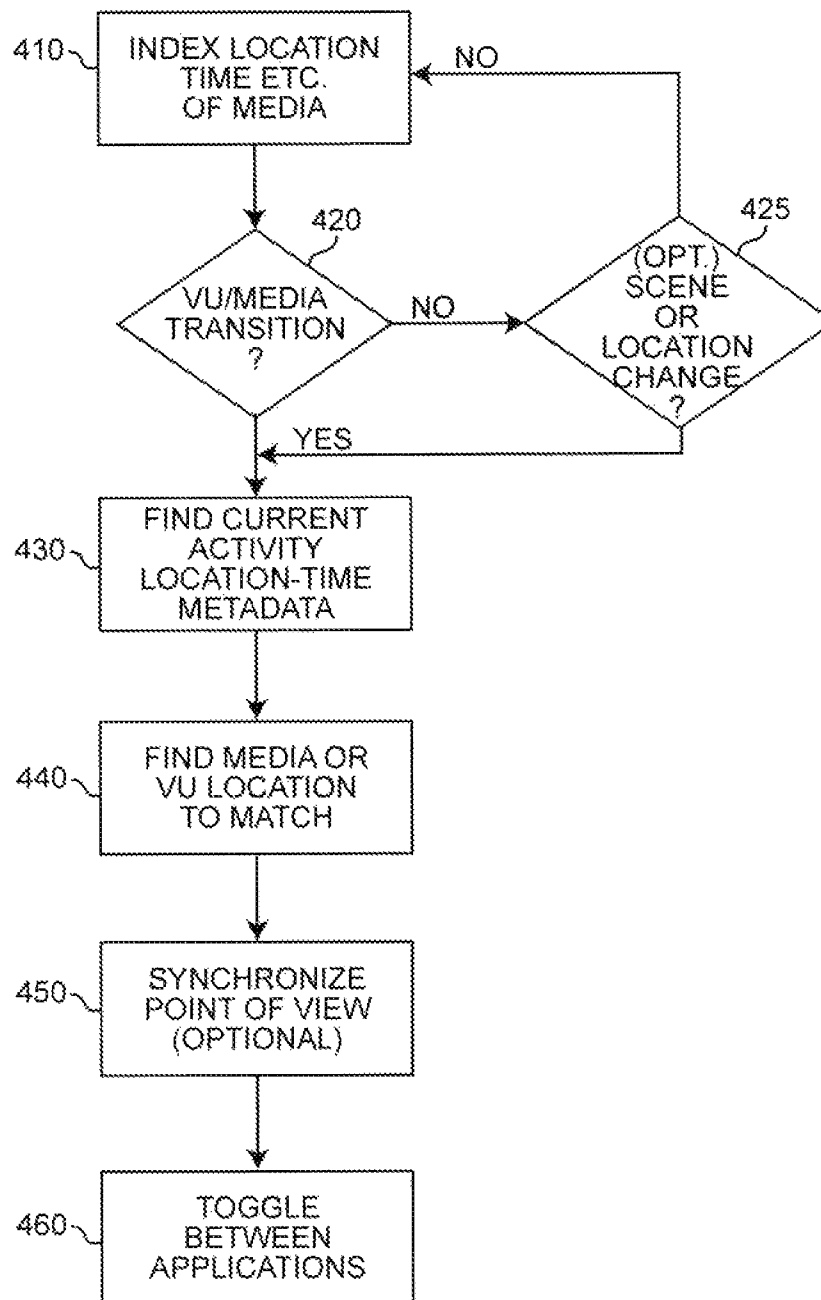 410
INDEX LOCATION
TIME ETC.
OF MEDIA
NO
420
VU/MEDIA
TRANSITION
?
NO
425
(OPT.)
SCENE
OR
LOCATION
CHANGE
?
YES
430
FIND CURRENT
ACTIVITY
LOCATION-TIME
METADATA
440
FIND MEDIA OR
VU LOCATION
TO MATCH
450
SYNCHRONIZE
POINT OF VIEW
(OPTIONAL)
460
TOGGLE
BETWEEN
APPLICATIONS